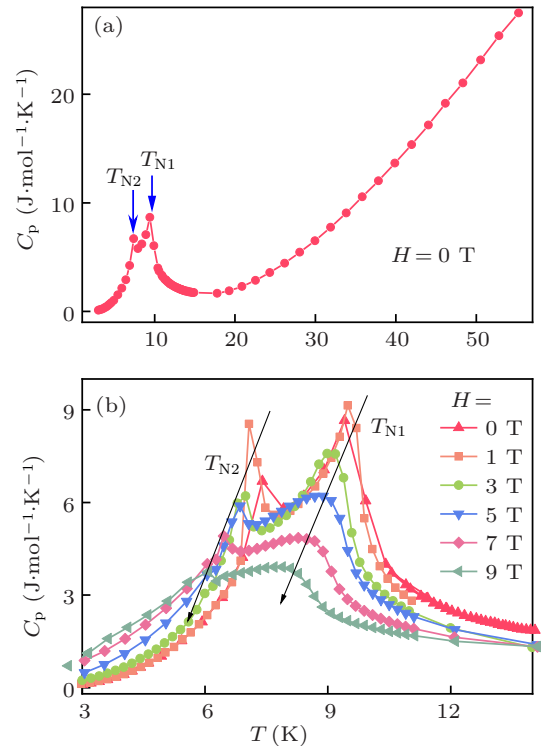 (a)
20
10
0
C_p (J·mol⁻¹·K⁻¹)
T_N2
T_N1
H = 0 T
10 20 30 40 50
(b)
9
6
3
0
C_p (J·mol⁻¹·K⁻¹)
T_N2
T_N1
H =
0 T
1 T
3 T
5 T
7 T
9 T
3 6 9 12
T (K)